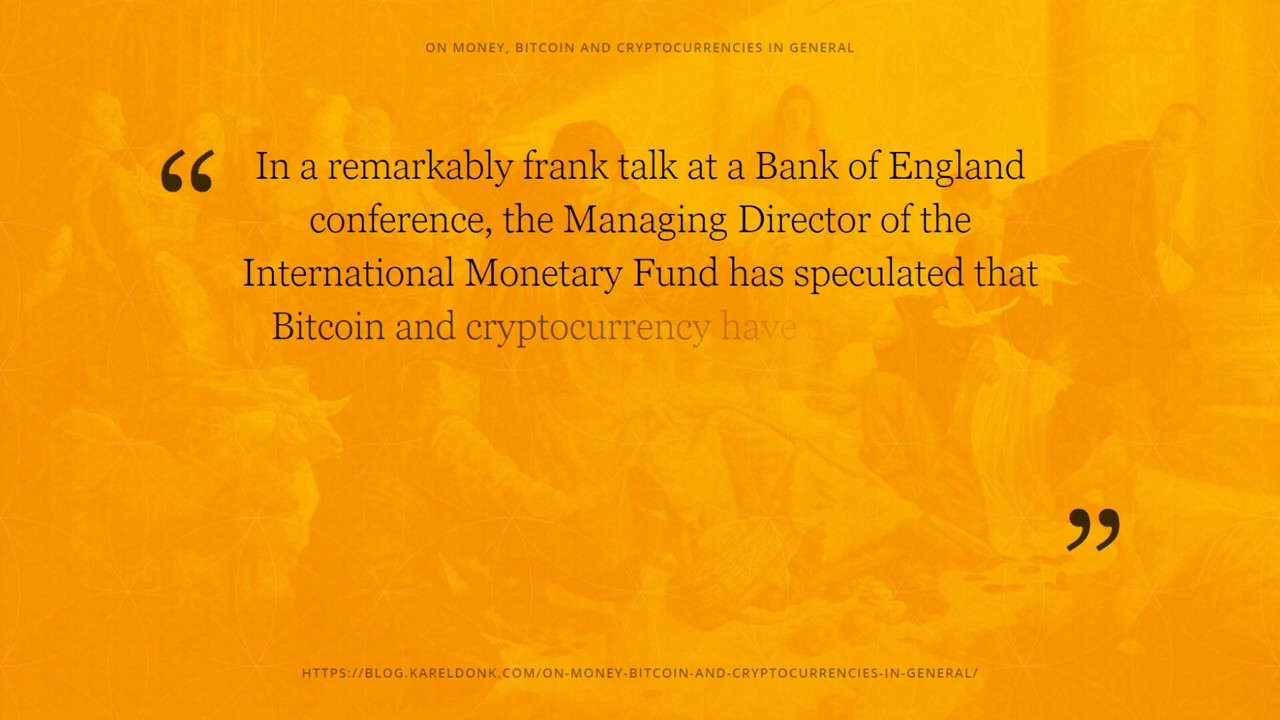 ON MONEY, BITCOIN AND CRYPTOCURRENCIES IN GENERAL
“ In a remarkably frank talk at a Bank of England
conference, the Managing Director of the
International Monetary Fund has speculated that
Bitcoin and cryptocurrency have
”
HTTPS://BLOG.KARELDONK.COM/ON-MONEY-BITCOIN-AND-CRYPTOCURRENCIES-IN-GENERAL/